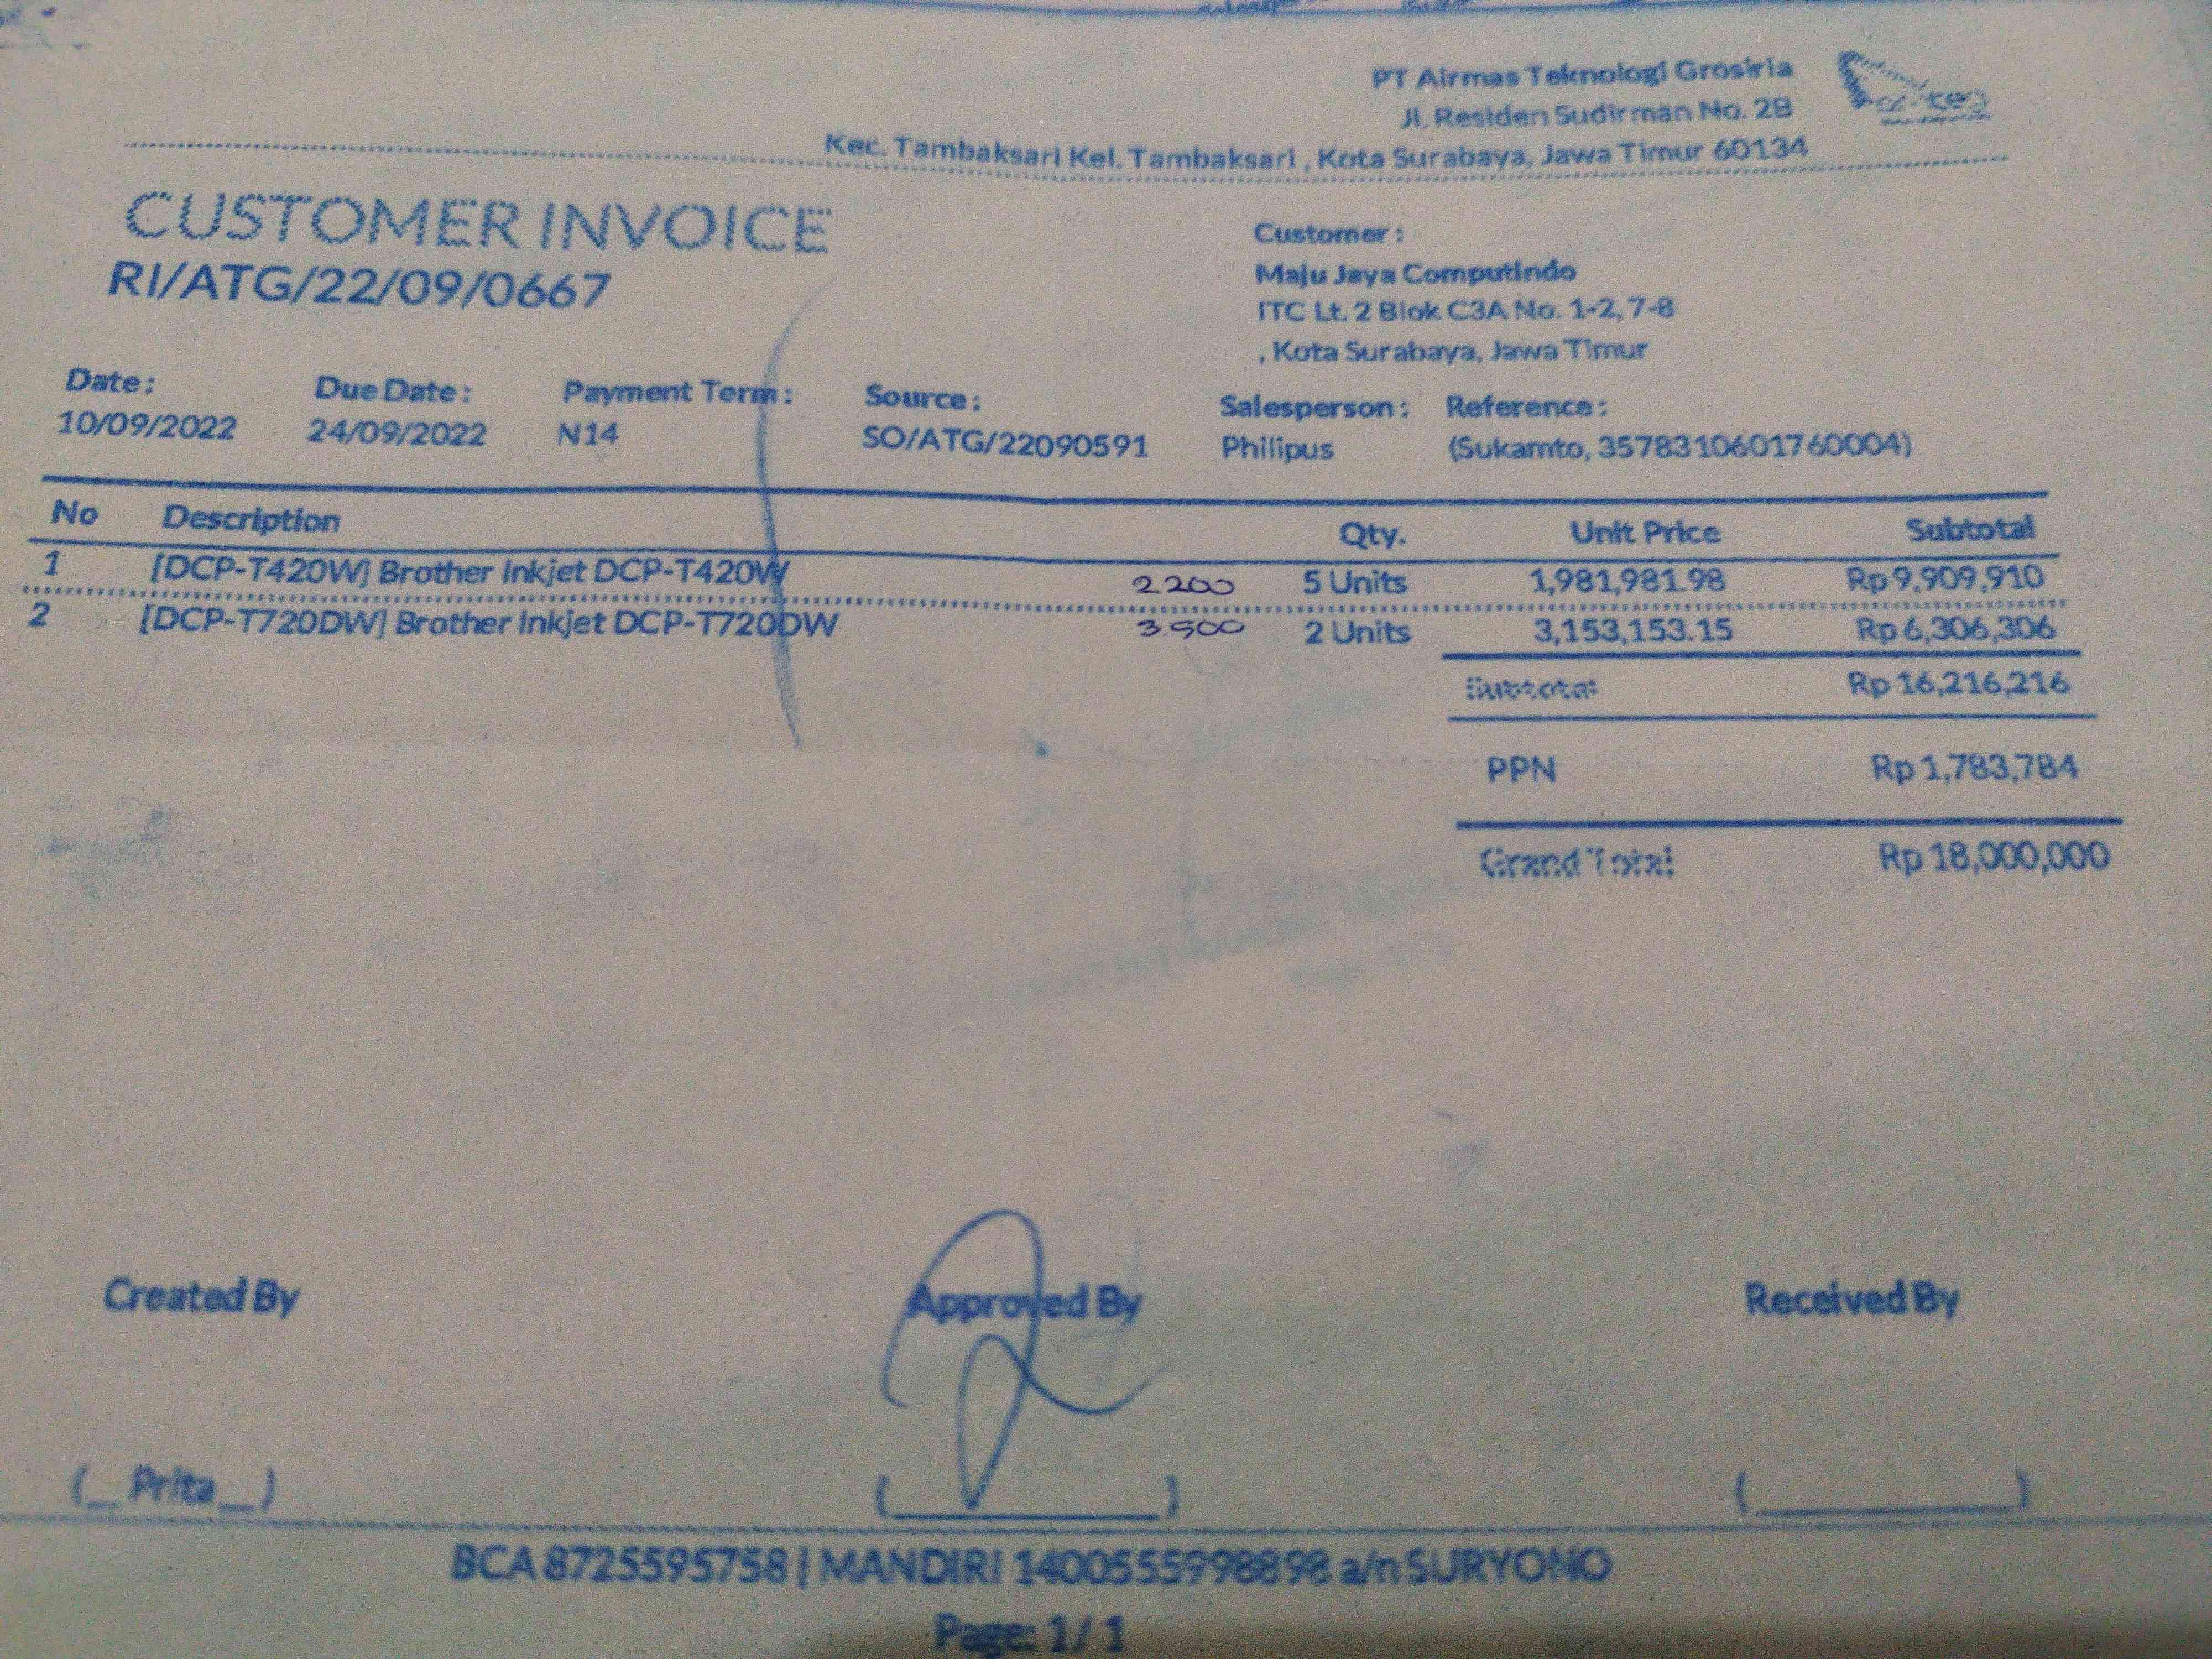 PT Airmas Teknologi Grosiria
Jl. Residen Sudirman No. 28
Kec. Tambaksari Kel. Tambaksari , Kota Surabaya, Jawa Timur 60134
CUSTOMER INVOICE
RI/ATG/22/09/0667
Customer :
Maju Jaya Computindo
ITC Lt. 2 Blok C3A No. 1-2, 7-8
, Kota Surabaya, Jawa Timur
Date : Due Date : Payment Term : Source : Salesperson : Reference :
10/09/2022 24/09/2022 N14 SO/ATG/22090591 Philipus (Sukamto, 3578310601760004)
No Description Qty. Unit Price Subtotal
1 [DCP-T420W] Brother Inkjet DCP-T420W 2200 5 Units 1,981,981.98 Rp 9,909,910
2 [DCP-T720DW] Brother Inkjet DCP-T720DW 3.500 2 Units 3,153,153.15 Rp 6,306,306
Subtotal Rp 16,216,216
PPN Rp 1,783,784
Grand Total Rp 18,000,000
Created By Approved By Received By
(_ Prita _) (__________) (__________)
BCA 8725595758 | MANDIRI 1400555998898 a/n SURYONO
Page: 1 / 1